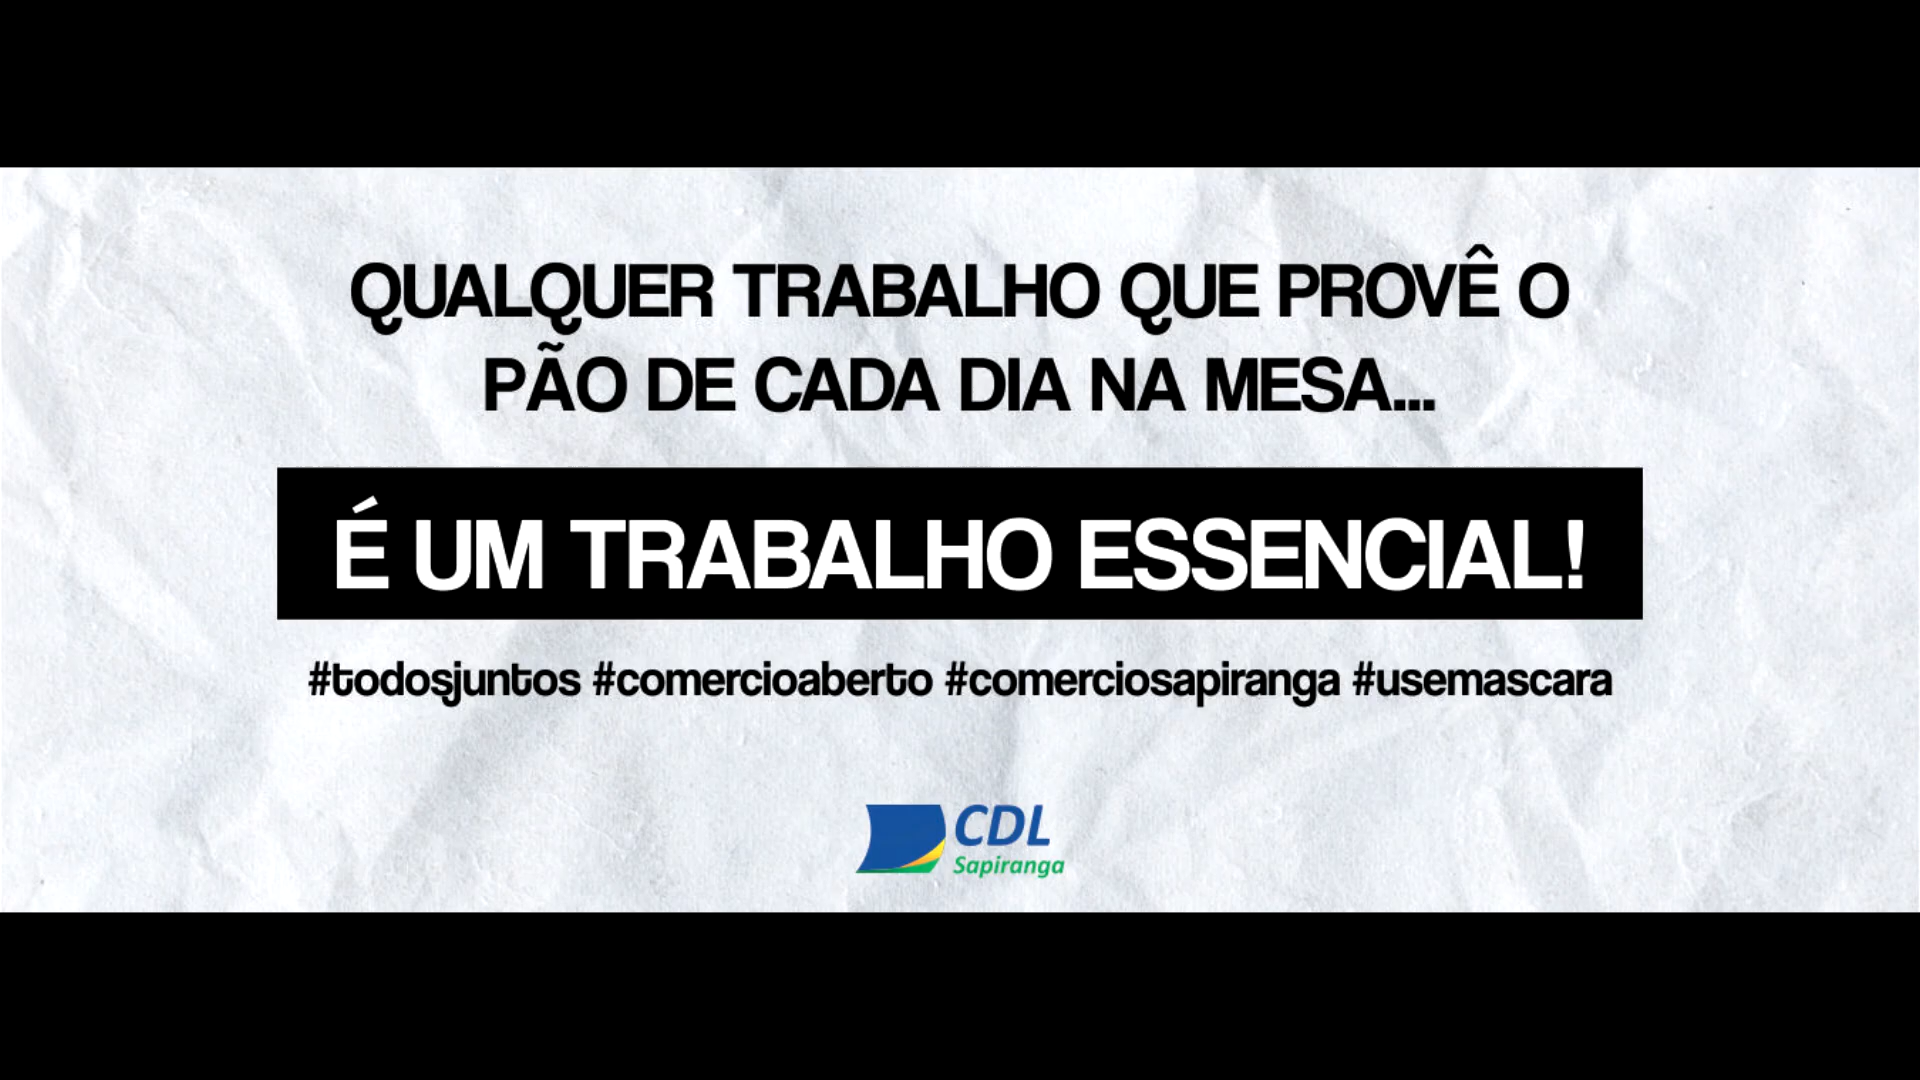 QUALQUER TRABALHO QUE PROVÊ O
PÃO DE CADA DIA NA MESA...
É UM TRABALHO ESSENCIAL!
#todosjuntos #comercioaberto #comerciosapiranga #usemascara
CDL
Sapiranga